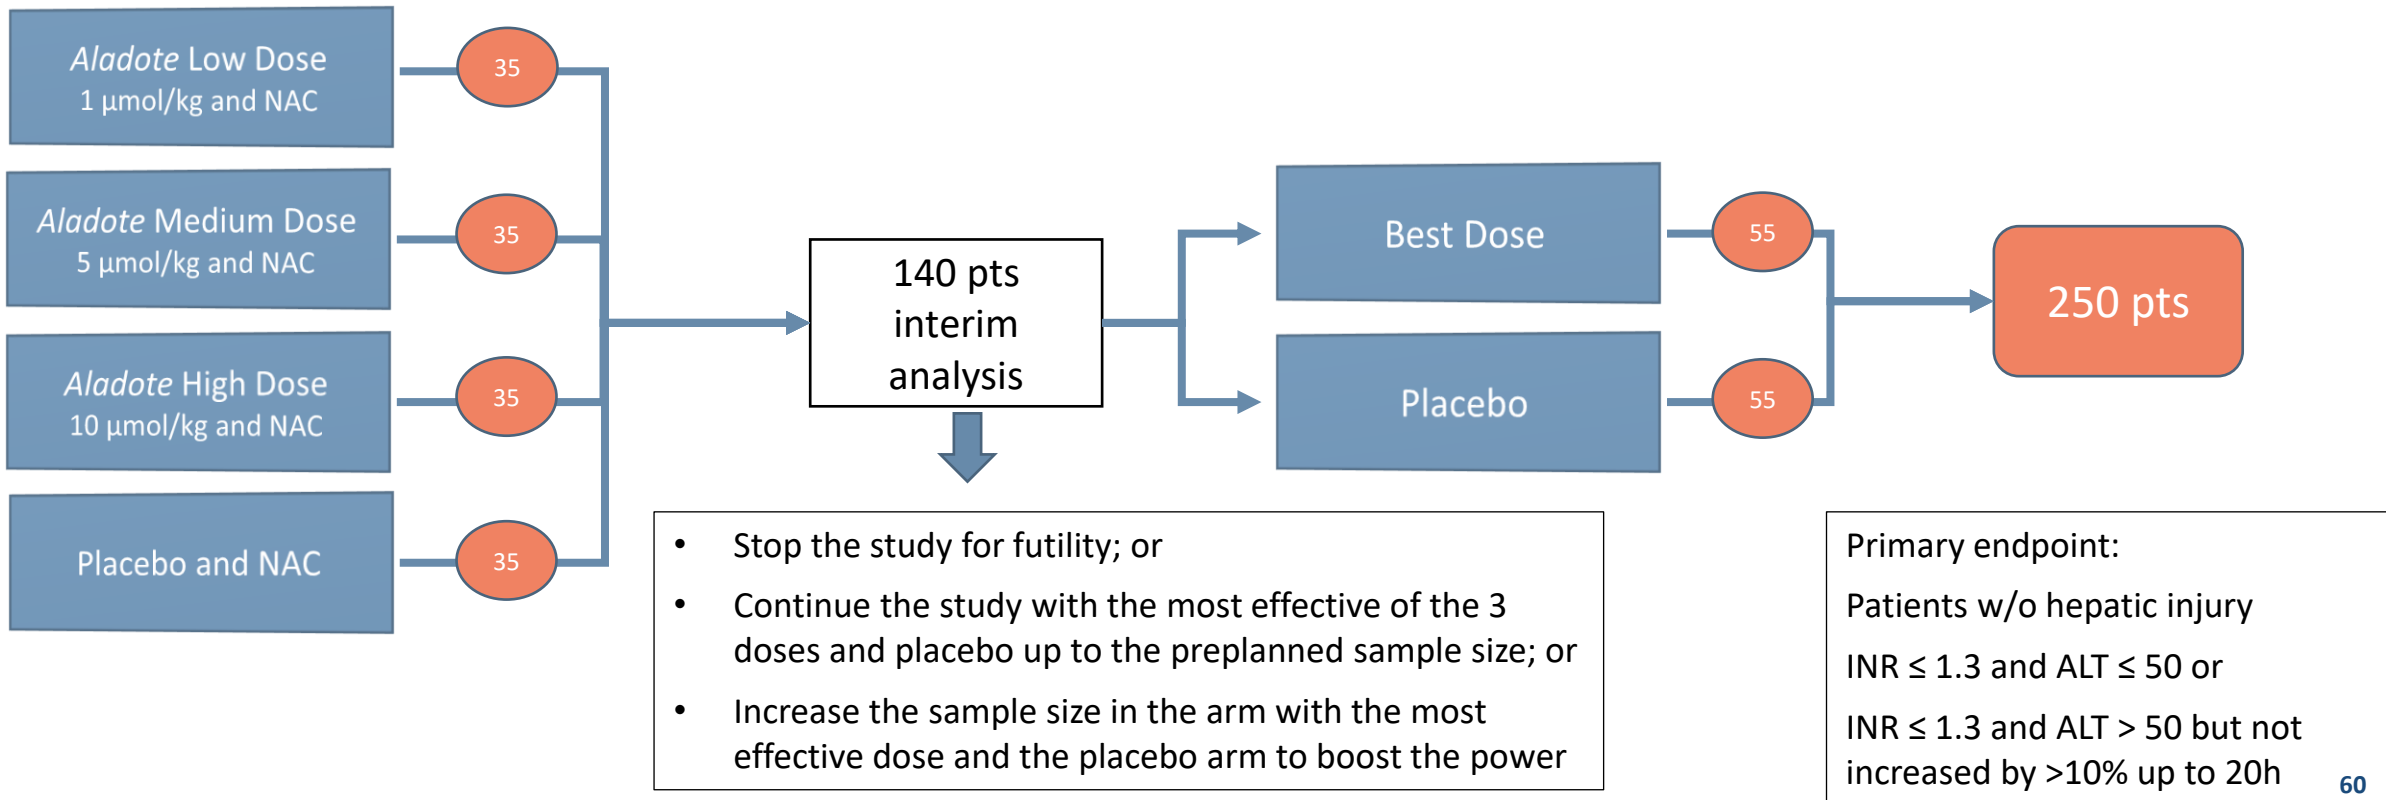 Aladote Low Dose
1 µmol/kg and NAC
35
Aladote Medium Dose
5 µmol/kg and NAC
35
Aladote High Dose
10 µmol/kg and NAC
35
Placebo and NAC
35
140 pts
interim
analysis
Best Dose
55
Placebo
55
250 pts
• Stop the study for futility; or
• Continue the study with the most effective of the 3
doses and placebo up to the preplanned sample size; or
• Increase the sample size in the arm with the most
effective dose and the placebo arm to boost the power
Primary endpoint:
Patients w/o hepatic injury
INR ≤ 1.3 and ALT ≤ 50 or
INR ≤ 1.3 and ALT > 50 but not
increased by >10% up to 20h
60